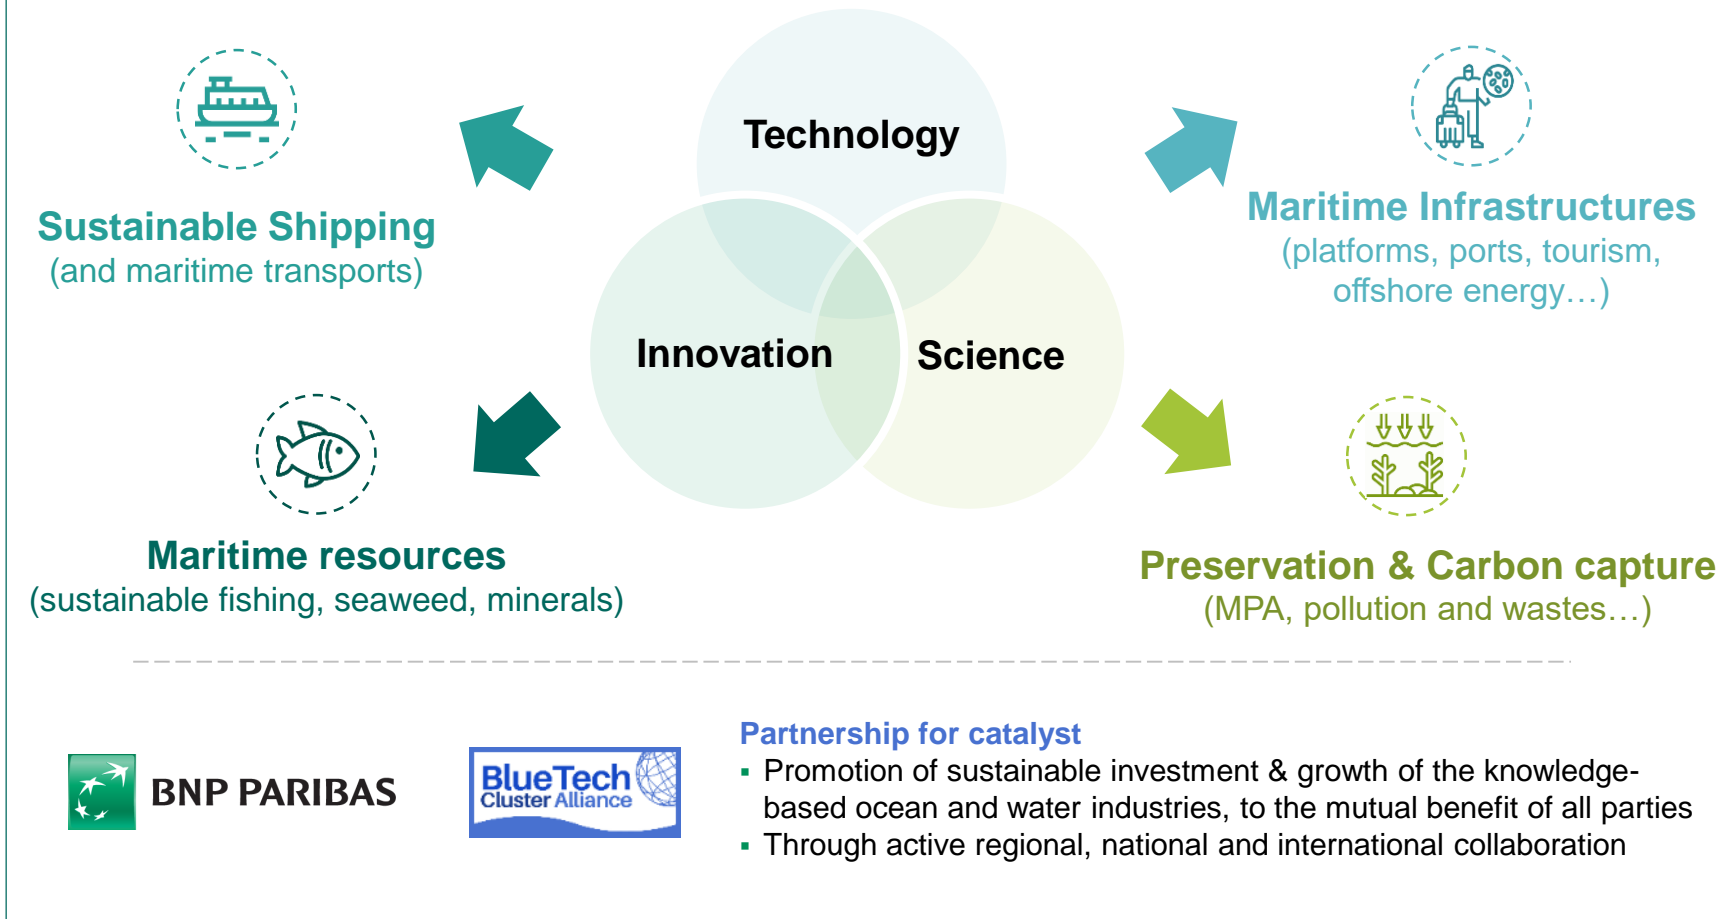 Technology
Innovation
Science
Sustainable Shipping
(and maritime transports)
Maritime Infrastructures
(platforms, ports, tourism,
offshore energy…)
Maritime resources
(sustainable fishing, seaweed, minerals)
Preservation & Carbon capture
(MPA, pollution and wastes…)
BNP PARIBAS
BlueTech
Cluster Alliance
Partnership for catalyst
▪ Promotion of sustainable investment & growth of the knowledge-
based ocean and water industries, to the mutual benefit of all parties
▪ Through active regional, national and international collaboration